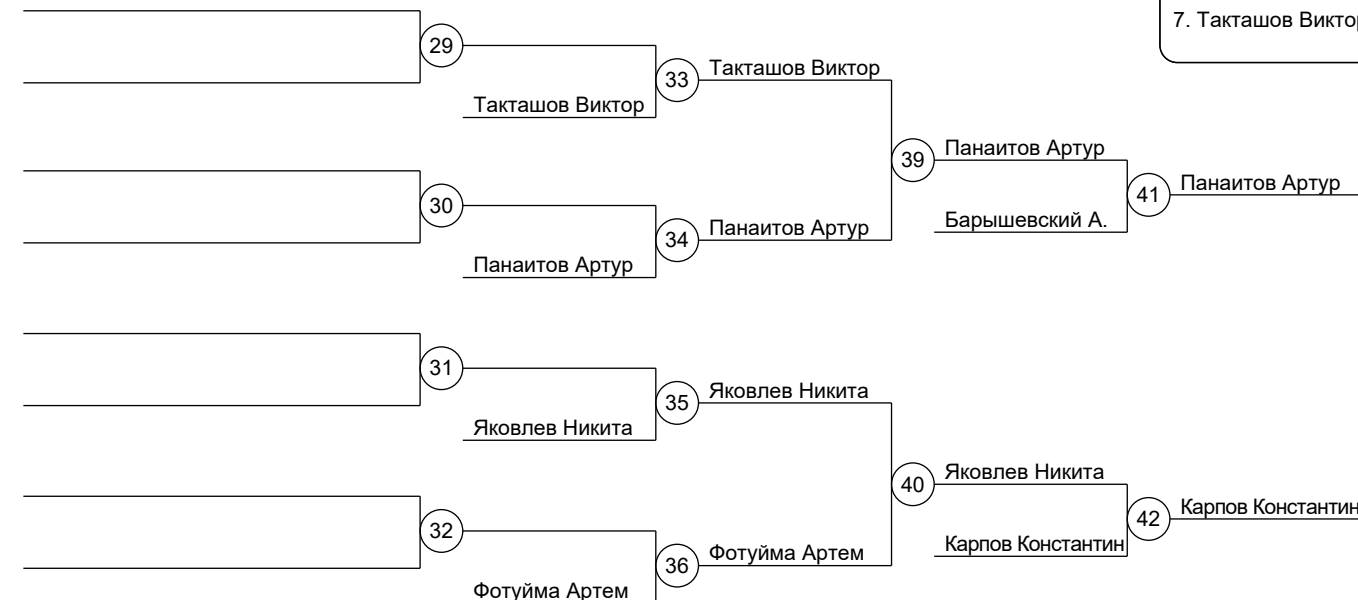 7. Такташов Виктор
29
Такташов Виктор
33
Такташов Виктор
39
Панаитов Артур
41
Панаитов Артур
Барышевский А.
30
Панаитов Артур
34
Панаитов Артур
31
Яковлев Никита
35
Яковлев Никита
40
Яковлев Никита
42
Карпов Константин
Карпов Константин
32
Фотуйма Артем
36
Фотуйма Артем